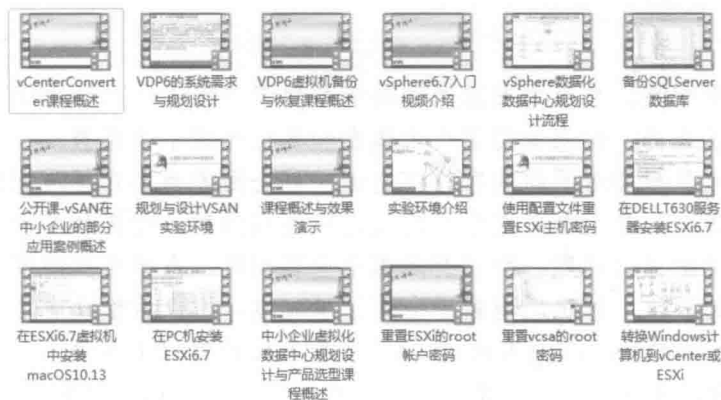 vCenterConvert
er课程概述
VDP6的系统需求
与规划设计
VDP6虚拟机备份
与恢复课程概述
vSphere6.7入门
视频介绍
vSphere数据化
数据中心规划设
计流程
备份SQLServer
数据库
公开课-vSAN在
中小企业的部分
应用案例概述
规划与设计VSAN
实验环境
课程概述与效果
演示
实验环境介绍
使用配置文件重
置ESXi主机密码
在DELLT630服务
器安装ESXi6.7
在ESXi6.7虚拟机
中安装
macOS10.13
在PC机安装
ESXi6.7
中小企业虚拟化
数据中心规划设
计与产品选型课
程概述
重置ESXi的root
帐户密码
重置vcsa的root
密码
转换Windows计
算机到vCenter或
ESXi